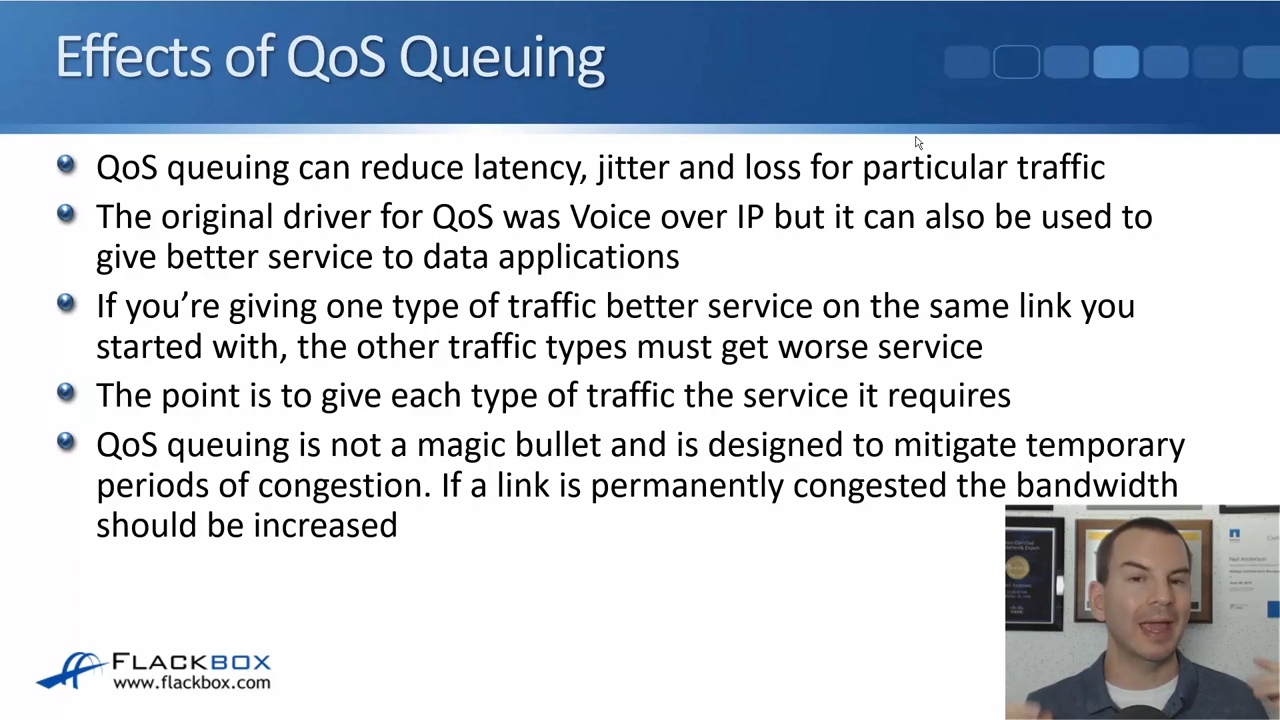 Effects of QoS Queuing
QoS queuing can reduce latency, jitter and loss for particular traffic
The original driver for QoS was Voice over IP but it can also be used to
give better service to data applications
If you’re giving one type of traffic better service on the same link you
started with, the other traffic types must get worse service
The point is to give each type of traffic the service it requires
QoS queuing is not a magic bullet and is designed to mitigate temporary
periods of congestion. If a link is permanently congested the bandwidth
should be increased
FLACKBOX
www.flackbox.com